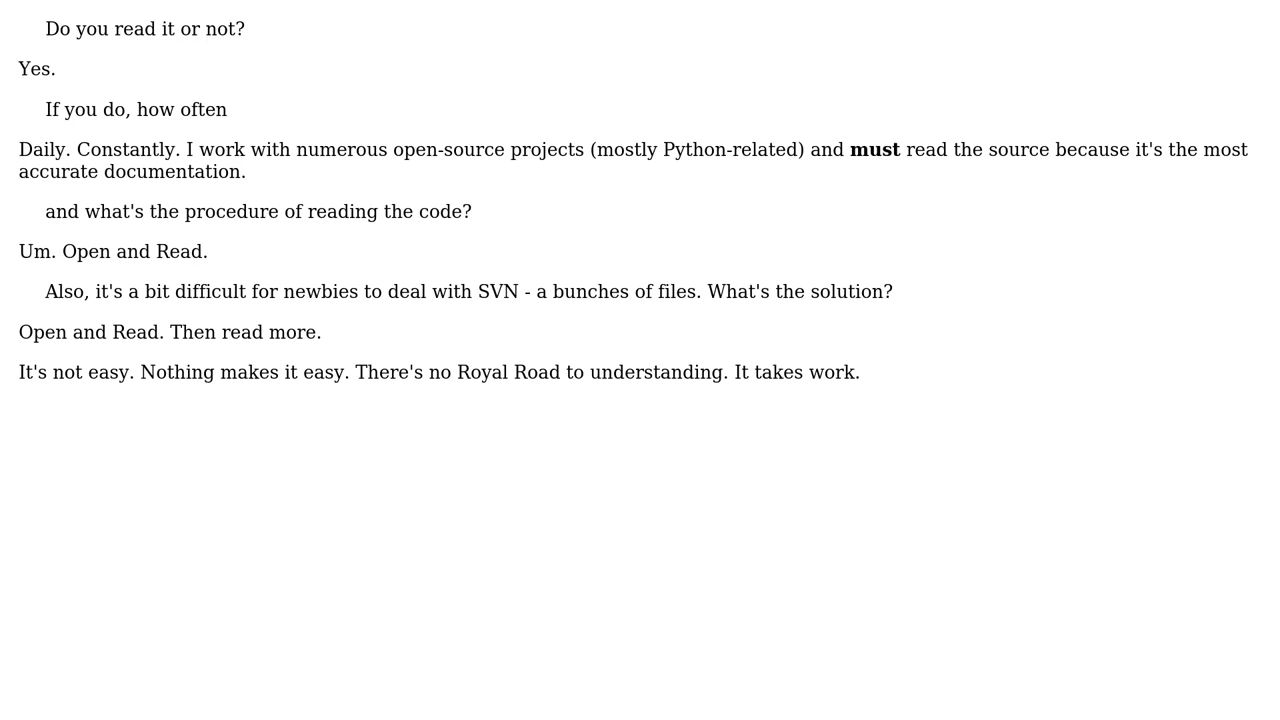 Do you read it or not?
Yes.
If you do, how often
Daily. Constantly. I work with numerous open-source projects (mostly Python-related) and must read the source because it's the most
accurate documentation.
and what's the procedure of reading the code?
Um. Open and Read.
Also, it's a bit difficult for newbies to deal with SVN - a bunches of files. What's the solution?
Open and Read. Then read more.
It's not easy. Nothing makes it easy. There's no Royal Road to understanding. It takes work.